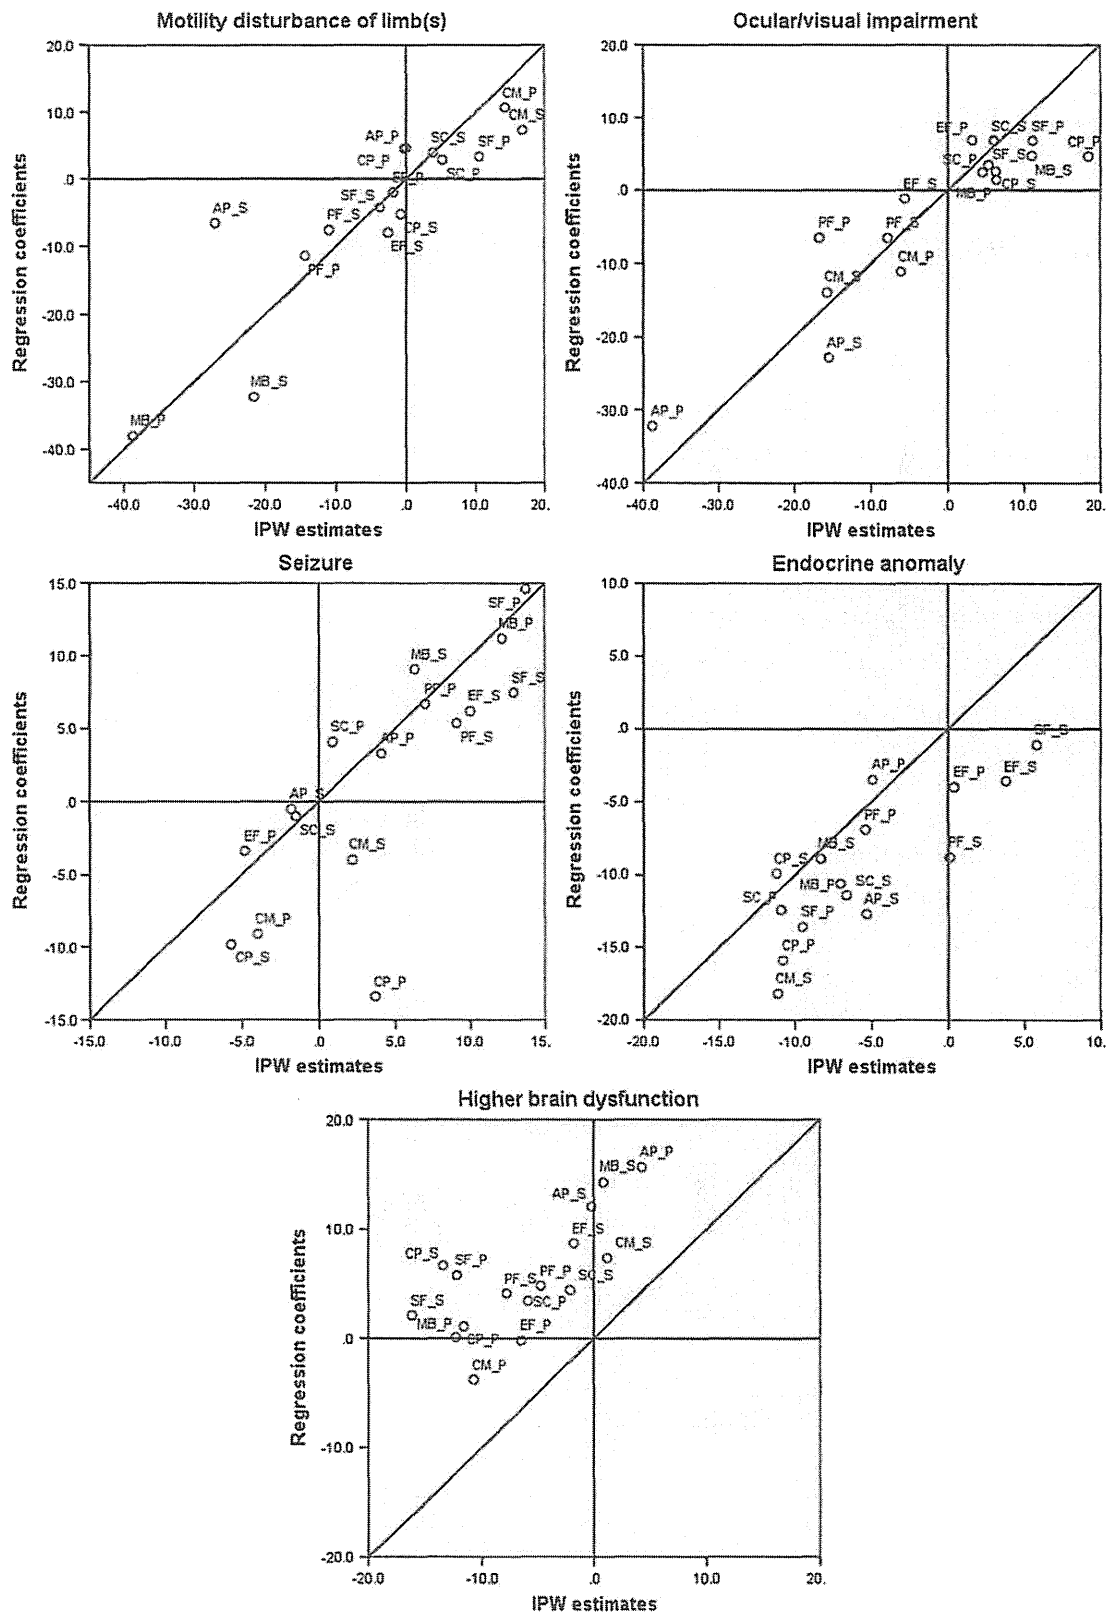 Motility disturbance of limb(s)
20.0
10.0
.0
-10.0
-20.0
-30.0
-40.0
Regression coefficients
CM_P
CM_S
AP_P
SC_S
SF_P
CP_P
SC_P
SF_S
AP_S
PF_S
CP_S
EF_S
PF_P
MB_S
MB_P
-40.0 -30.0 -20.0 -10.0 .0 10.0 20.
IPW estimates
Ocular/visual impairment
20.0
10.0
.0
-10.0
-20.0
-30.0
-40.0
Regression coefficients
EF_P
SC_S
SF_P
CP_P
SC_P
SF_S
MB_S
EF_S
MB_P
CP_S
PF_P
PF_S
CM_P
CM_S
AP_S
AP_P
-40.0 -30.0 -20.0 -10.0 .0 10.0 20.
IPW estimates
Seizure
15.0
10.0
5.0
.0
-5.0
-10.0
-15.0
Regression coefficients
SF_P
MB_P
MB_S
SF_S
PF_P
EF_S
SC_P
AP_P
PF_S
AP_S
SC_S
EF_P
CM_S
CM_P
CP_S
CP_P
-15.0 -10.0 -5.0 .0 5.0 10.0 15.
IPW estimates
Endocrine anomaly
10.0
5.0
.0
-5.0
-10.0
-15.0
-20.0
Regression coefficients
SF_S
AP_P
EF_P
EF_S
PF_P
MB_S
PF_S
CP_S
MB_P
SC_S
SC_P
SF_P
AP_S
CP_P
CM_S
-20.0 -15.0 -10.0 -5.0 .0 5.0 10.
IPW estimates
Higher brain dysfunction
20.0
10.0
.0
-10.0
-20.0
Regression coefficients
AP_P
MB_S
AP_S
EF_S
CM_S
CP_S
SF_P
PF_S
PF_P
SC_S
SF_S
SC_P
MB_P
EF_P
CP_P
CM_P
-20.0 -10.0 .0 10.0 20.
IPW estimates